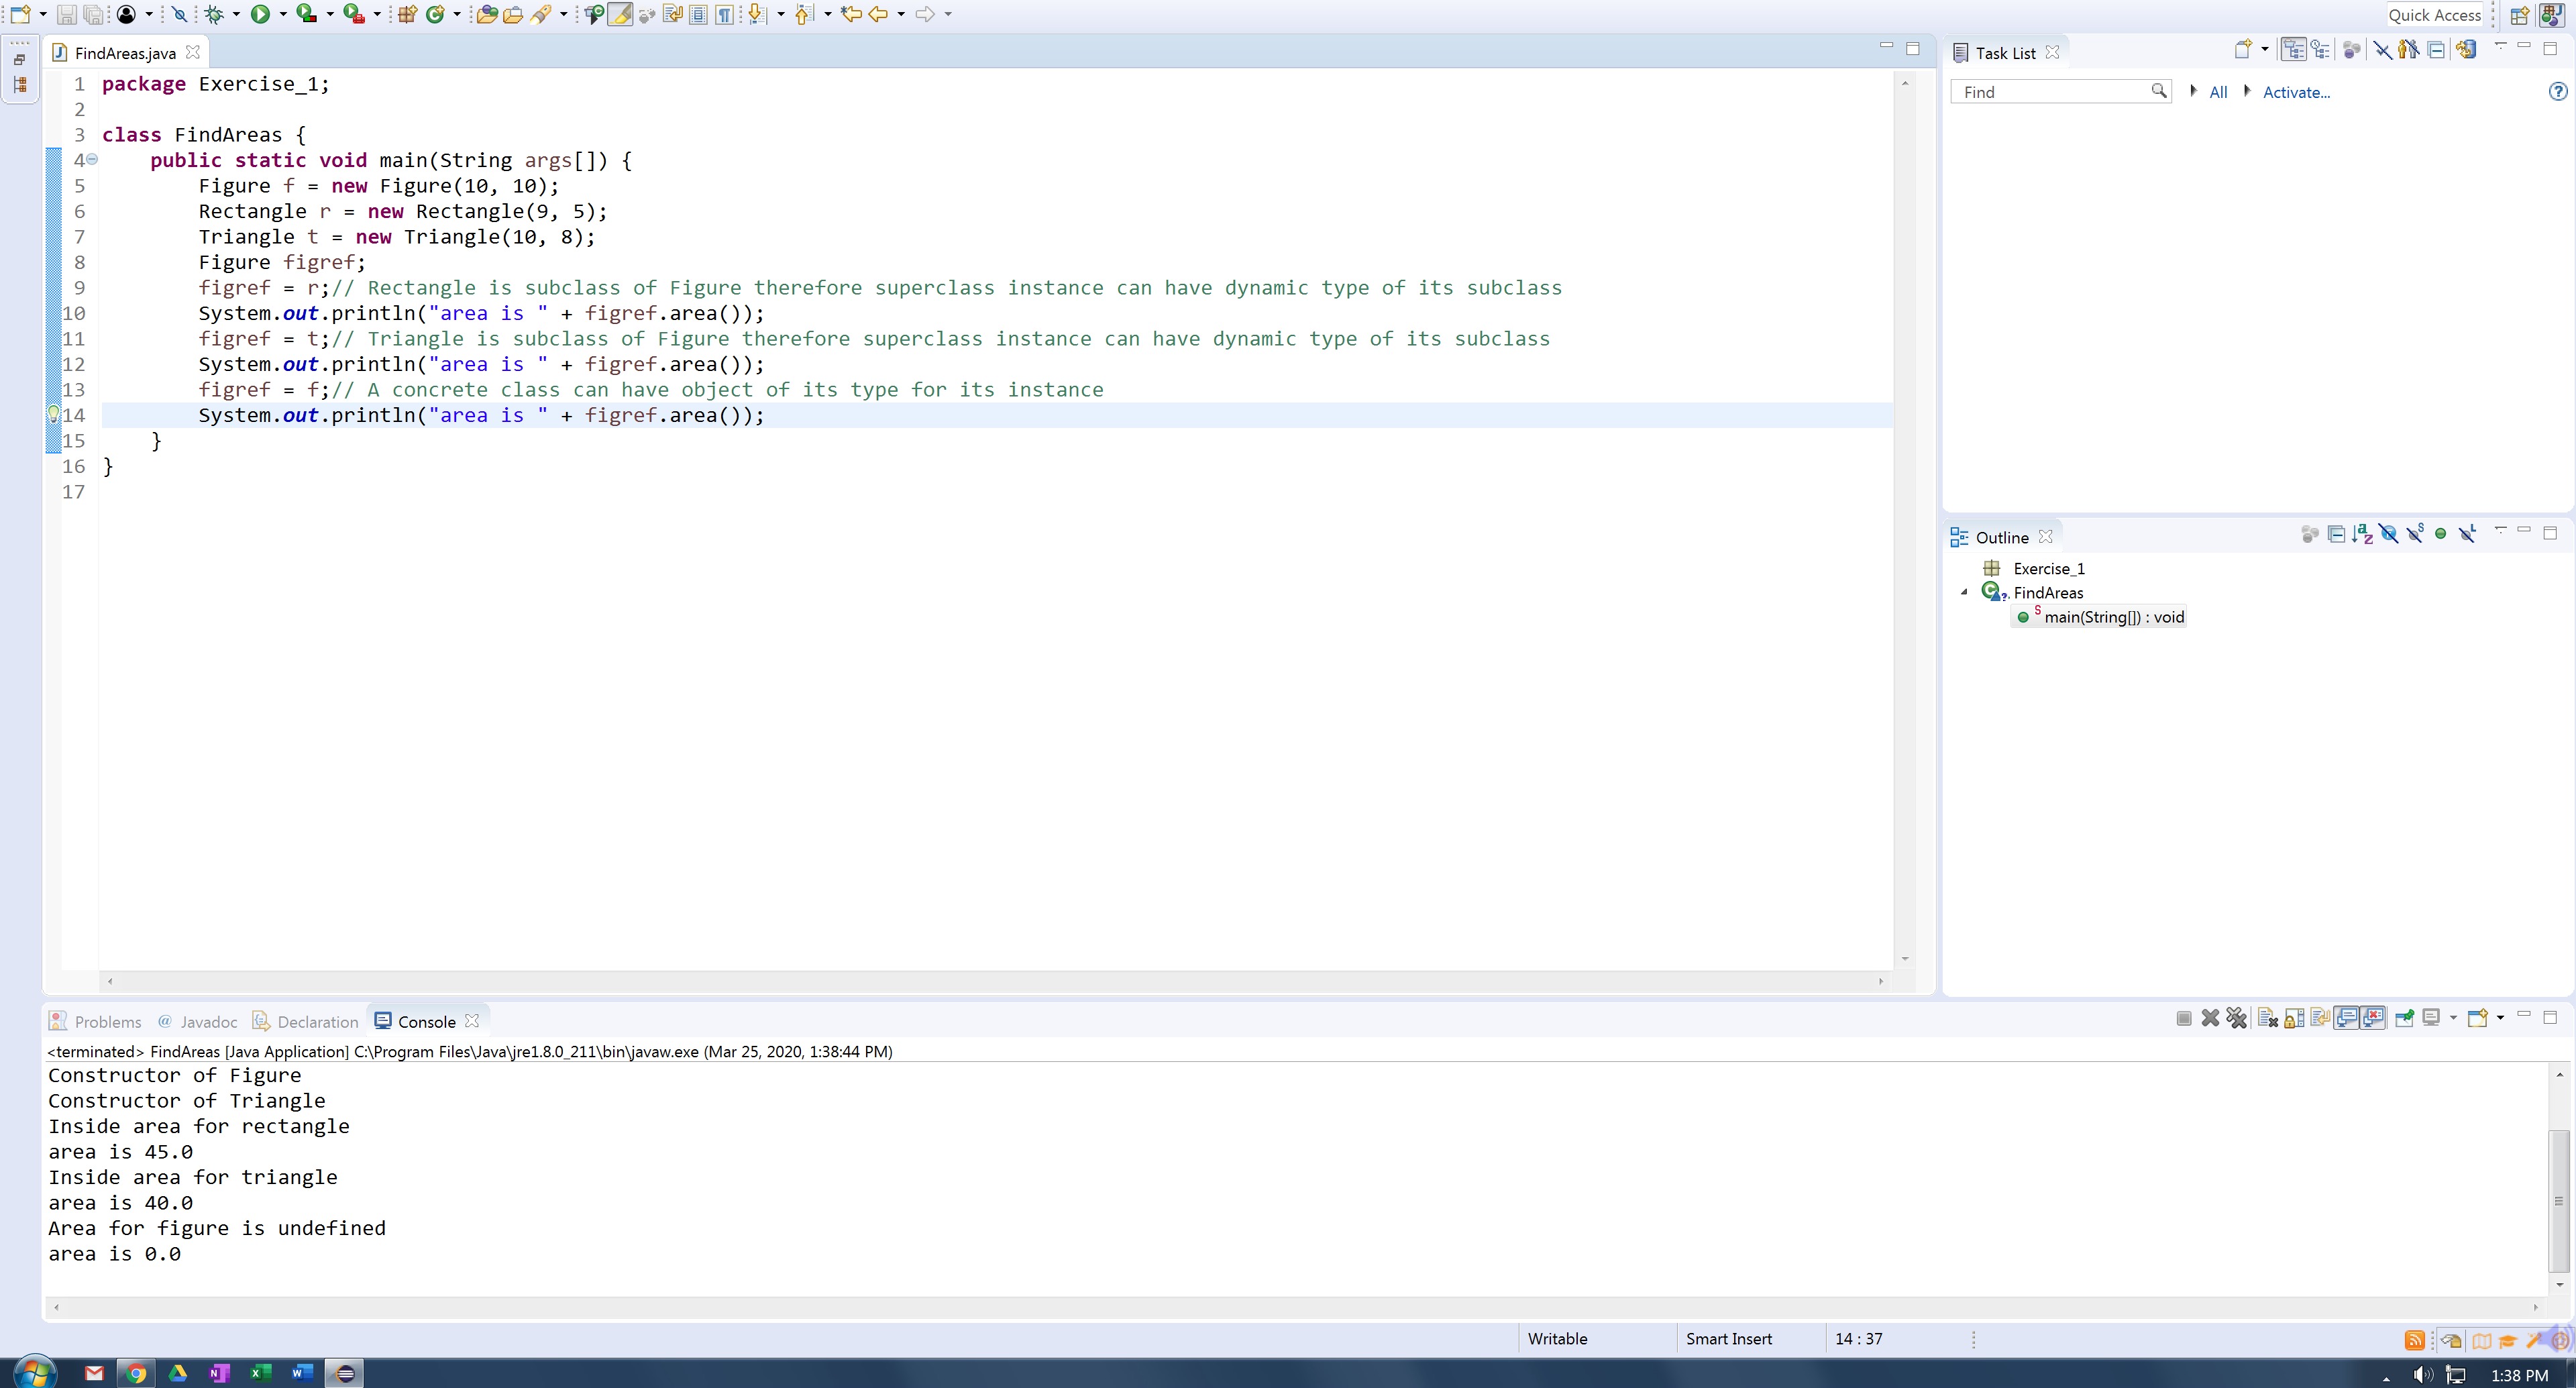 Quick Access
FindAreas.java
1 package Exercise_1;
2
3 class FindAreas {
4 public static void main(String args[]) {
5 Figure f = new Figure(10, 10);
6 Rectangle r = new Rectangle(9, 5);
7 Triangle t = new Triangle(10, 8);
8 Figure figref;
9 figref = r;// Rectangle is subclass of Figure therefore superclass instance can have dynamic type of its subclass
10 System.out.println("area is " + figref.area());
11 figref = t;// Triangle is subclass of Figure therefore superclass instance can have dynamic type of its subclass
12 System.out.println("area is " + figref.area());
13 figref = f;// A concrete class can have object of its type for its instance
14 System.out.println("area is " + figref.area());
15 }
16 }
17
Task List
Find All Activate...
Outline
Exercise_1
FindAreas
main(String[]) : void
Problems @ Javadoc Declaration Console
<terminated> FindAreas [Java Application] C:\Program Files\Java\jre1.8.0_211\bin\javaw.exe (Mar 25, 2020, 1:38:44 PM)
Constructor of Figure
Constructor of Triangle
Inside area for rectangle
area is 45.0
Inside area for triangle
area is 40.0
Area for figure is undefined
area is 0.0
Writable Smart Insert 14 : 37
1:38 PM